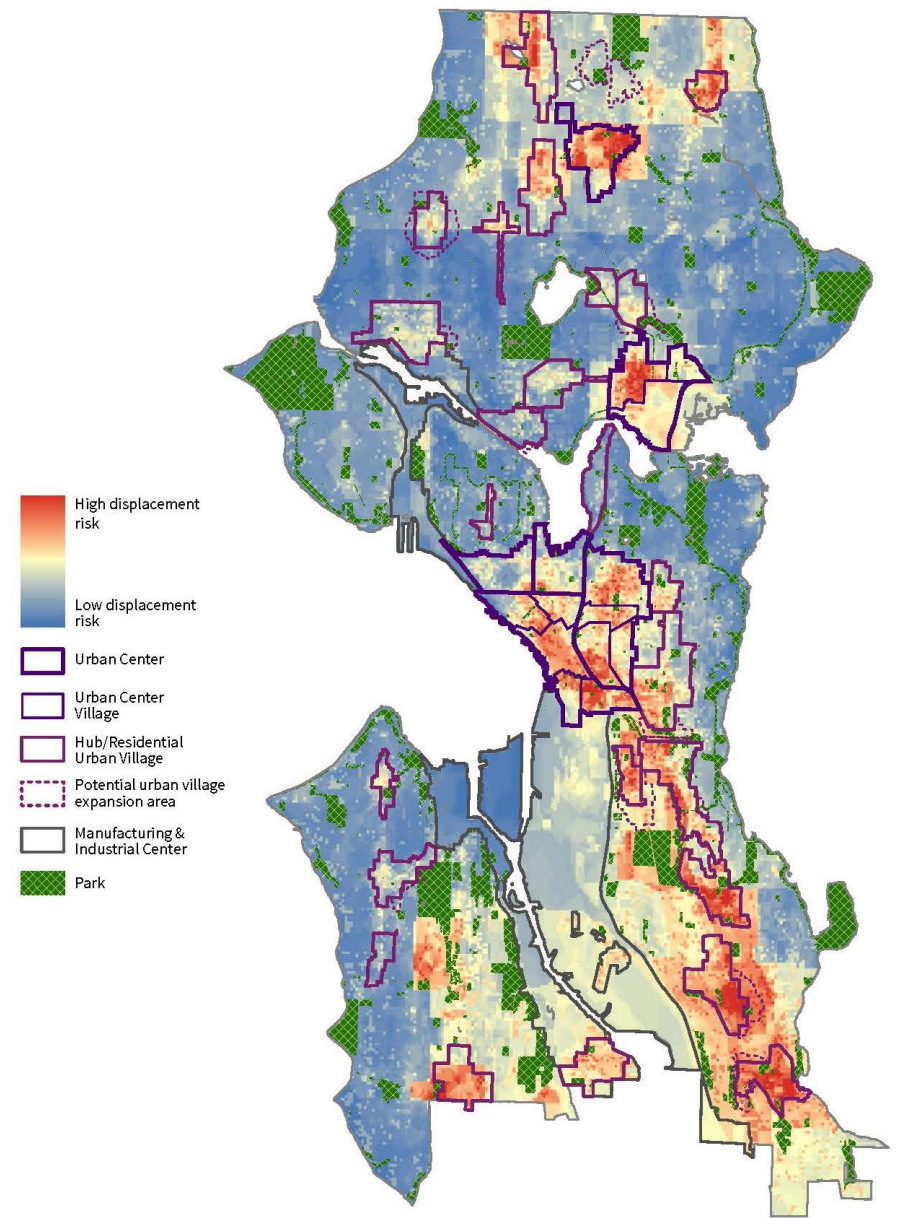 High displacement
risk
Low displacement
risk
Urban Center
Urban Center
Village
Hub/Residential
Urban Village
Potential urban village
expansion area
Manufacturing &
Industrial Center
Park